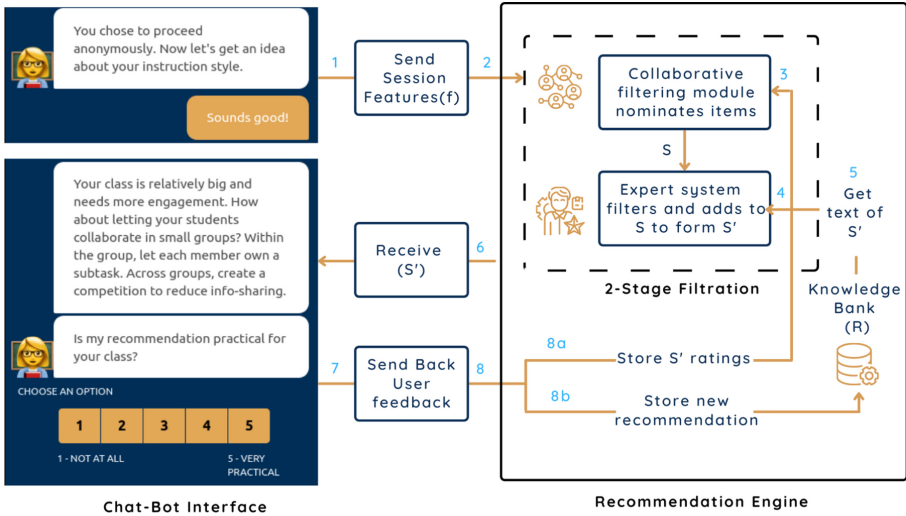 You chose to proceed
anonymously. Now let's get an idea
about your instruction style.
Sounds good!
1
Send
Session
Features(f)
2
Collaborative
filtering module
nominates items
3
S
Expert system
filters and adds to
S to form S'
4
5
Get
text of
S'
2-Stage Filtration
Knowledge
Bank
(R)
Your class is relatively big and
needs more engagement. How
about letting your students
collaborate in small groups? Within
the group, let each member own a
subtask. Across groups, create a
competition to reduce info-sharing.
Receive
(S')
6
Is my recommendation practical for
your class?
CHOOSE AN OPTION
1 2 3 4 5
1 - NOT AT ALL
5 - VERY
PRACTICAL
7
Send Back
User
feedback
8
8a
Store S' ratings
8b
Store new
recommendation
Chat-Bot Interface
Recommendation Engine